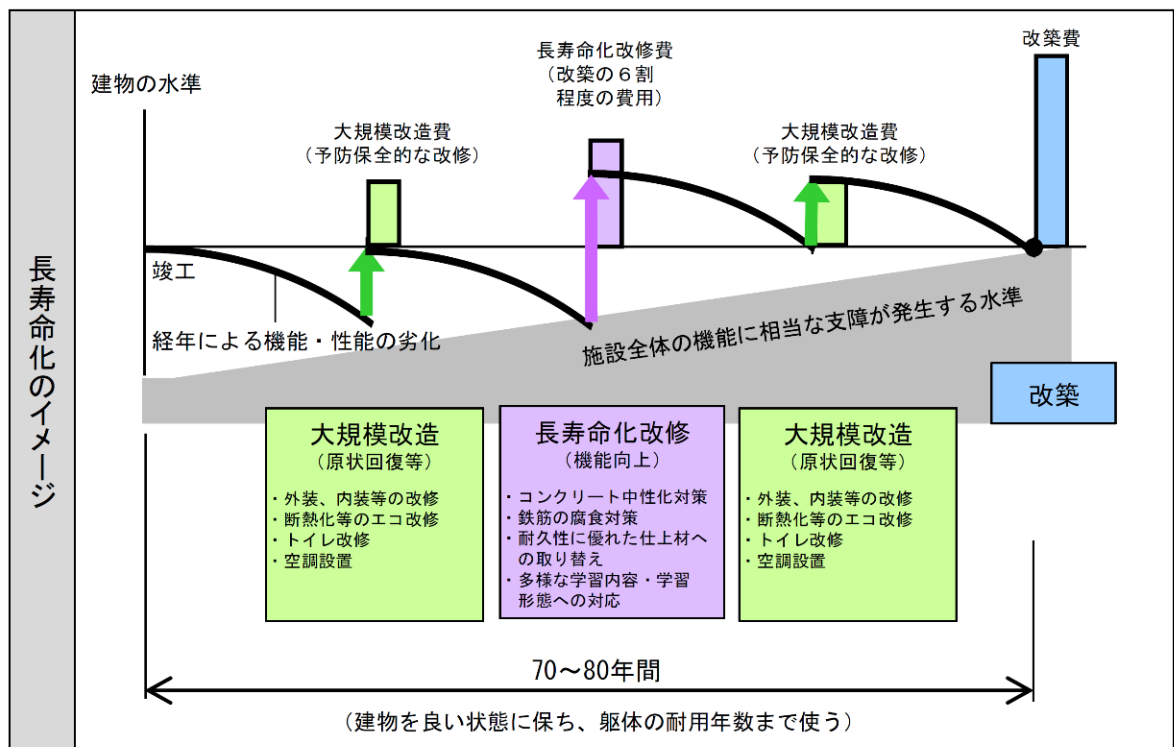 長寿命化のイメージ
建物の水準
大規模改造費
（予防保全的な改修）
長寿命化改修費
（改築の６割
程度の費用）
大規模改造費
（予防保全的な改修）
改築費
竣工
経年による機能・性能の劣化
施設全体の機能に相当な支障が発生する水準
改築
大規模改造
（原状回復等）
・外装、内装等の改修
・断熱化等のエコ改修
・トイレ改修
・空調設置
長寿命化改修
（機能向上）
・コンクリート中性化対策
・鉄筋の腐食対策
・耐久性に優れた仕上材へ
の取り替え
・多様な学習内容・学習
形態への対応
大規模改造
（原状回復等）
・外装、内装等の改修
・断熱化等のエコ改修
・トイレ改修
・空調設置
70～80年間
（建物を良い状態に保ち、躯体の耐用年数まで使う）